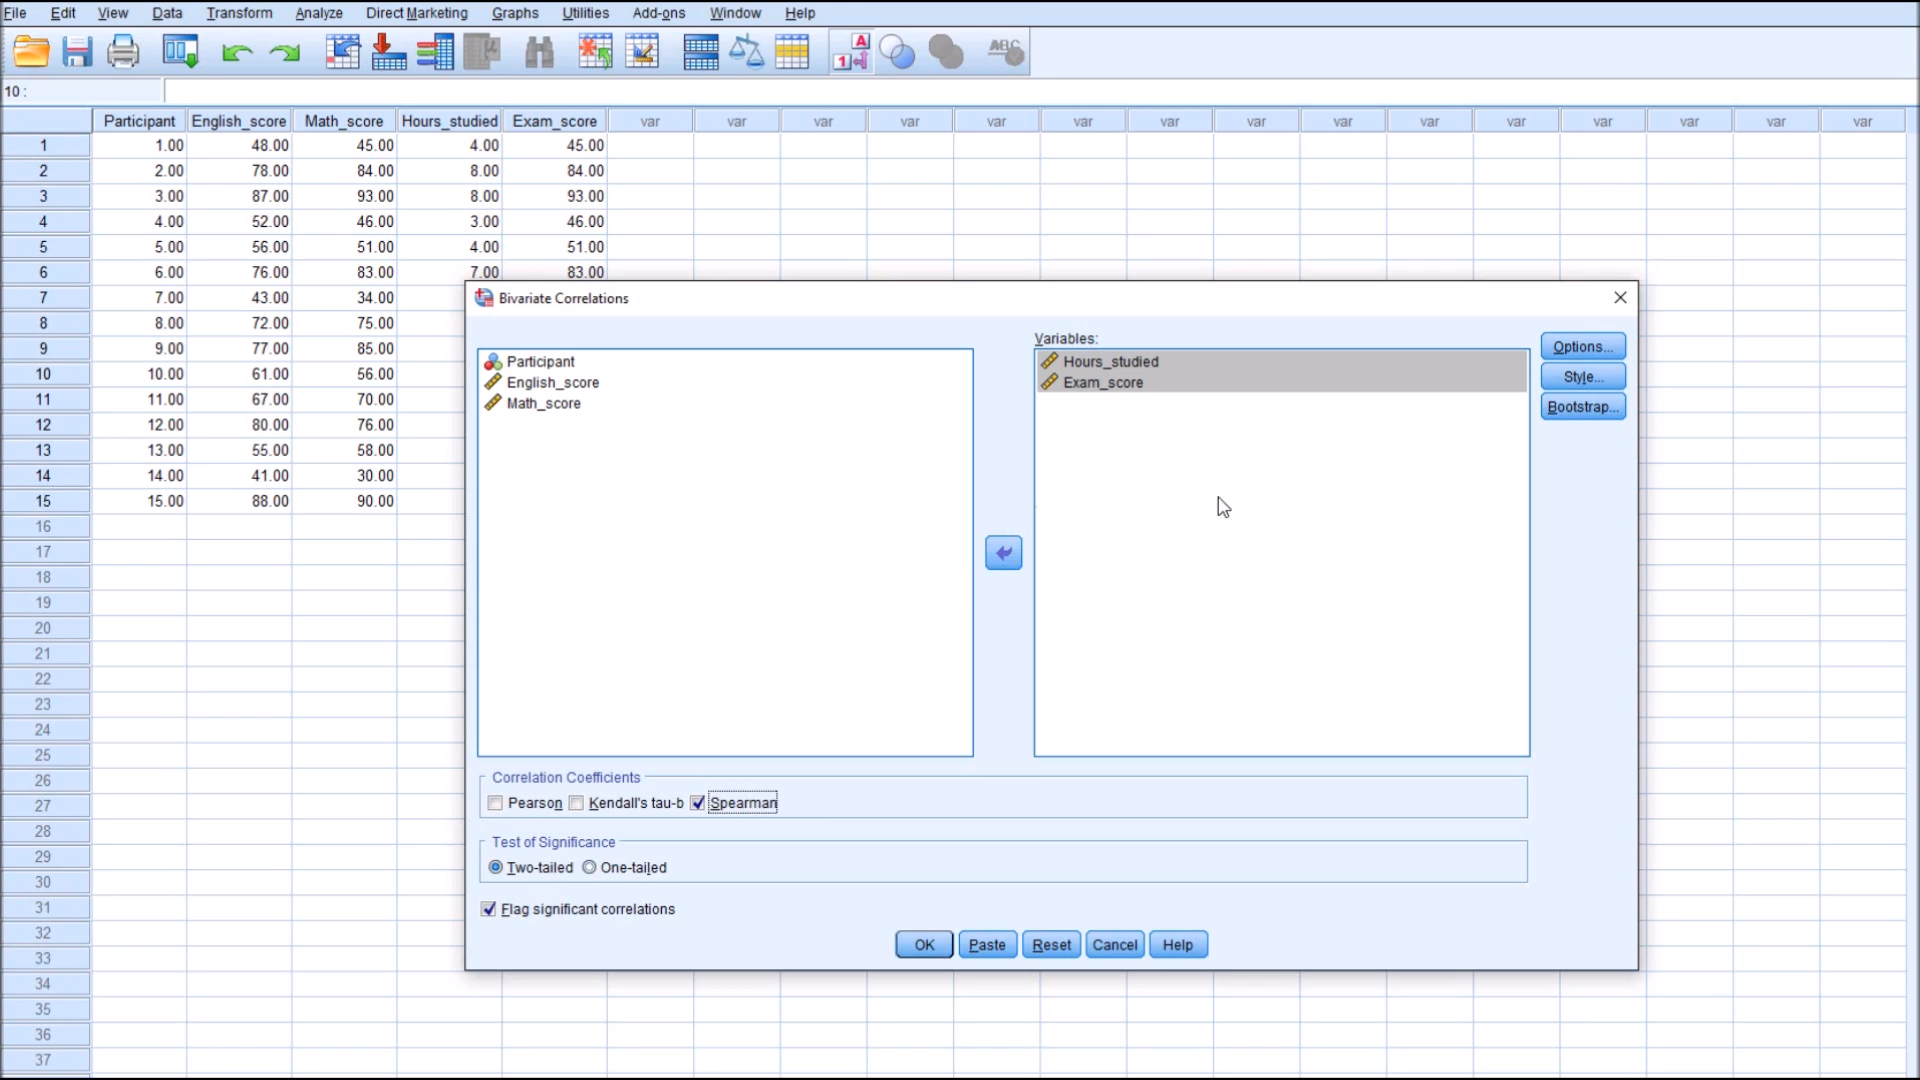 File Edit View Data Transform Analyze Direct Marketing Graphs Utilities Add-ons Window Help
A
1
ABC
10 :
Participant English_score Math_score Hours_studied Exam_score var var var var var var var var var var var var var var var
1 1.00 48.00 45.00 4.00 45.00
2 2.00 78.00 84.00 8.00 84.00
3 3.00 87.00 93.00 8.00 93.00
4 4.00 52.00 46.00 3.00 46.00
5 5.00 56.00 51.00 4.00 51.00
6 6.00 76.00 83.00 7.00 83.00
7 7.00 43.00 34.00
8 8.00 72.00 75.00
9 9.00 77.00 85.00
10 10.00 61.00 56.00
11 11.00 67.00 70.00
12 12.00 80.00 76.00
13 13.00 55.00 58.00
14 14.00 41.00 30.00
15 15.00 88.00 90.00
16
17
18
19
20
21
22
23
24
25
26
27
28
29
30
31
32
33
34
35
36
37
Bivariate Correlations
Participant
English_score
Math_score
Variables:
Hours_studied
Exam_score
Options...
Style...
Bootstrap...
Correlation Coefficients
Pearson Kendall's tau-b Spearman
Test of Significance
Two-tailed One-tailed
Flag significant correlations
OK Paste Reset Cancel Help